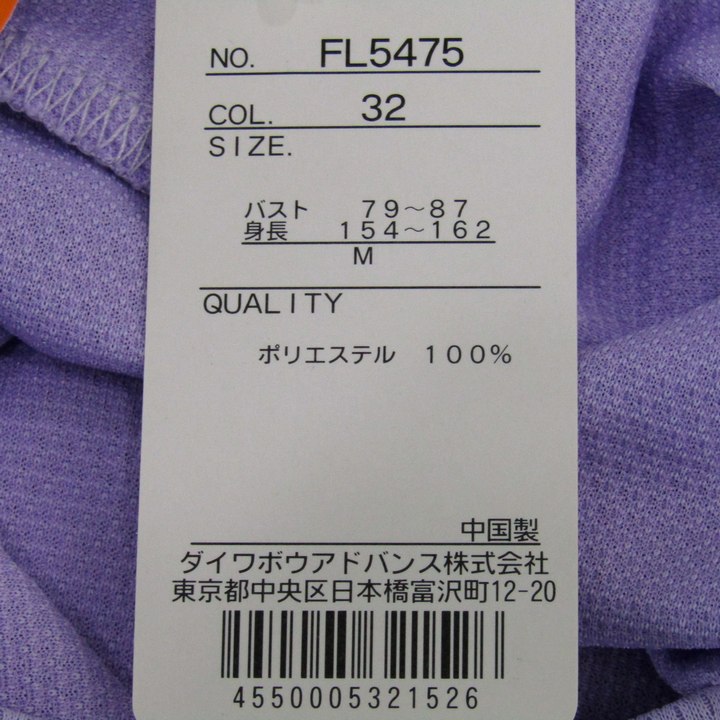 NO. FL5475
COL. 32
SIZE.
バスト 79～87
身長 154～162
M
QUALITY
ポリエステル 100%
中国製
ダイワボウアドバンス株式会社
東京都中央区日本橋富沢町12-20
4550005321526